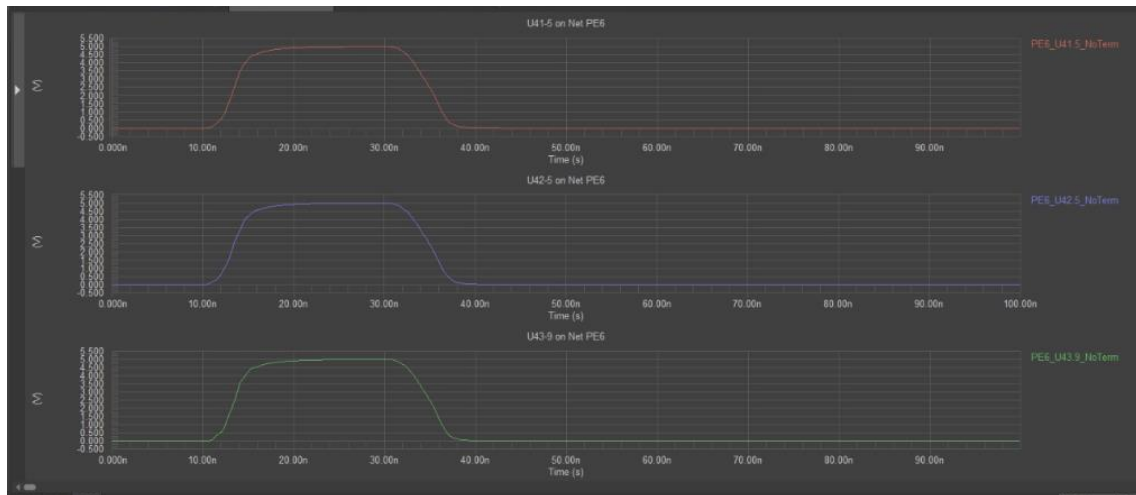 U41-5 on Net PE6
5.500
5.000
4.500
4.000
3.500
3.000
2.500
2.000
1.500
1.000
0.500
0.000
-0.500
(V)
0.000n 10.00n 20.00n 30.00n 40.00n 50.00n 60.00n 70.00n 80.00n 90.00n
Time (s)
PE6_U41.5_NoTerm
U42-5 on Net PE6
5.500
5.000
4.500
4.000
3.500
3.000
2.500
2.000
1.500
1.000
0.500
0.000
-0.500
(V)
0.000n 10.00n 20.00n 30.00n 40.00n 50.00n 60.00n 70.00n 80.00n 90.00n 100.00n
Time (s)
PE6_U42.5_NoTerm
U43-9 on Net PE6
5.500
5.000
4.500
4.000
3.500
3.000
2.500
2.000
1.500
1.000
0.500
0.000
-0.500
(V)
0.000n 10.00n 20.00n 30.00n 40.00n 50.00n 60.00n 70.00n 80.00n 90.00n
Time (s)
PE6_U43.9_NoTerm